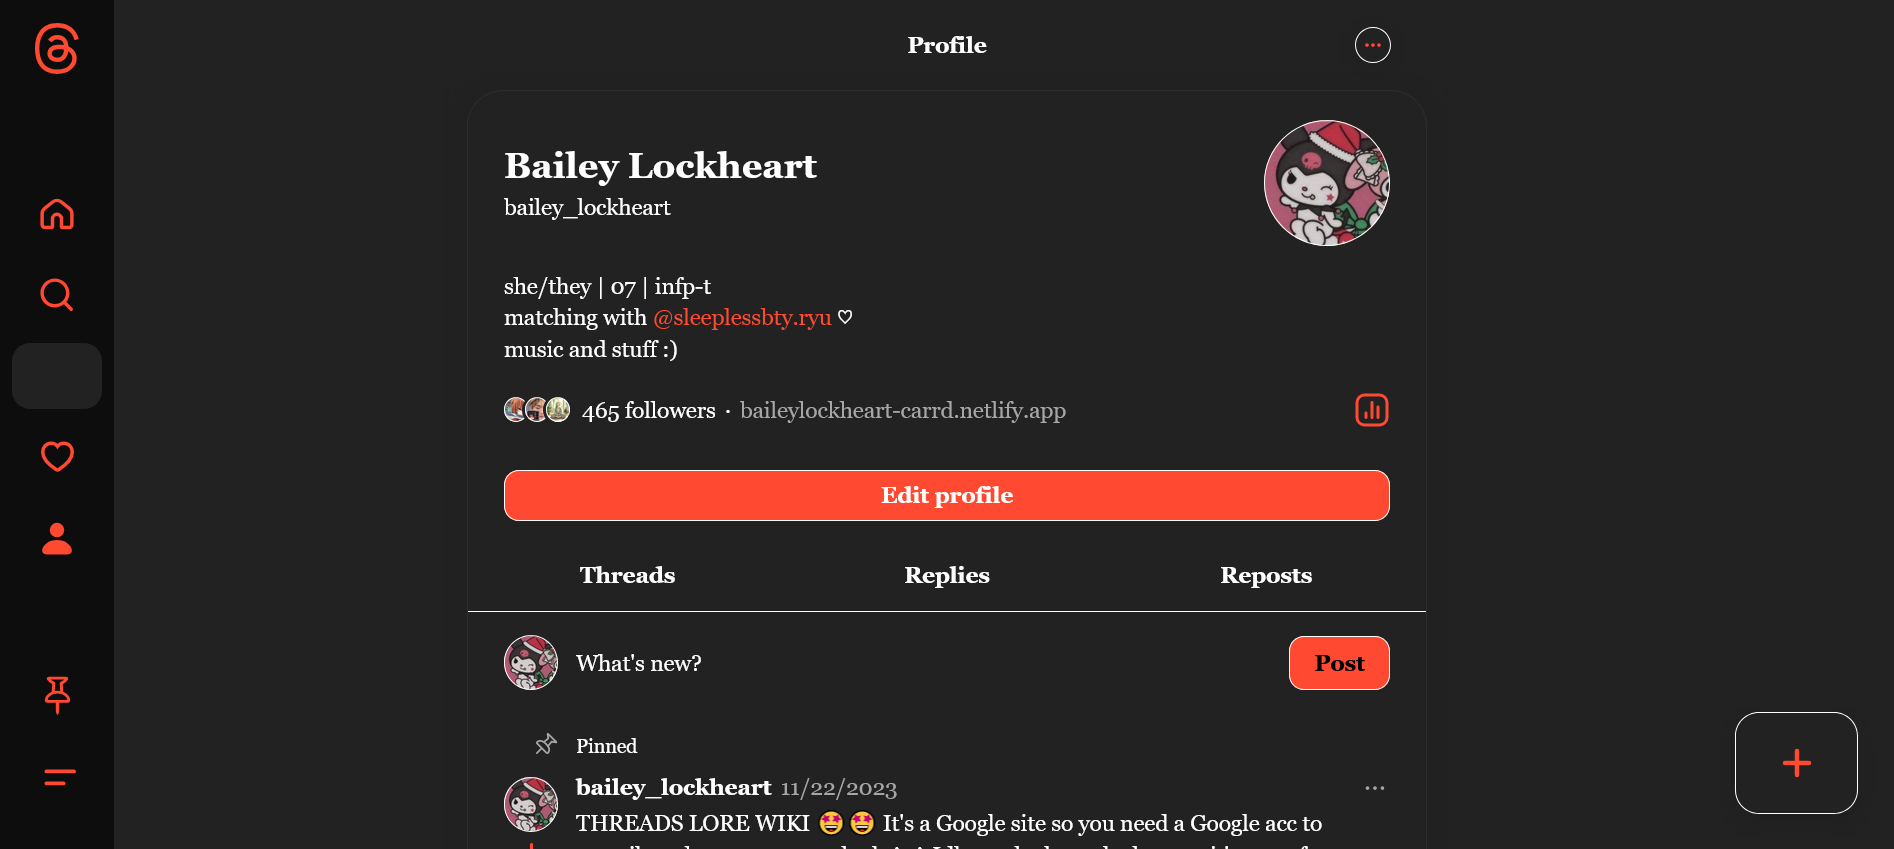 Profile
Bailey Lockheart
bailey_lockheart
she/they | 07 | infp-t
matching with @sleeplessbty.ryu ♡
music and stuff :)
465 followers · baileylockheart-carrd.netlify.app
Edit profile
Threads Replies Reposts
What's new? Post
Pinned
bailey_lockheart 11/22/2023
THREADS LORE WIKI 🤩🤩 It's a Google site so you need a Google acc to